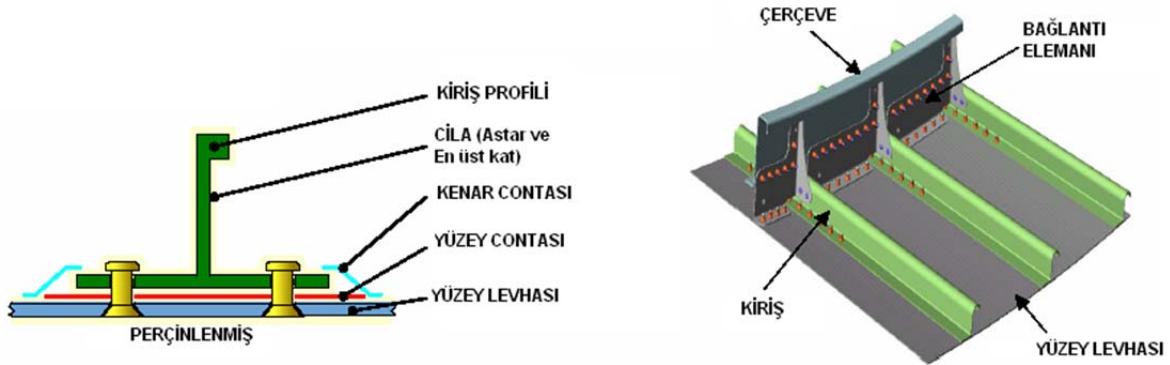 KİRİŞ PROFİLİ
CİLA (Astar ve
En üst kat)
KENAR CONTASI
YÜZEY CONTASI
YÜZEY LEVHASI
PERÇİNLENMİŞ
ÇERÇEVE
BAĞLANTI
ELEMANI
KİRİŞ
YÜZEY LEVHASI